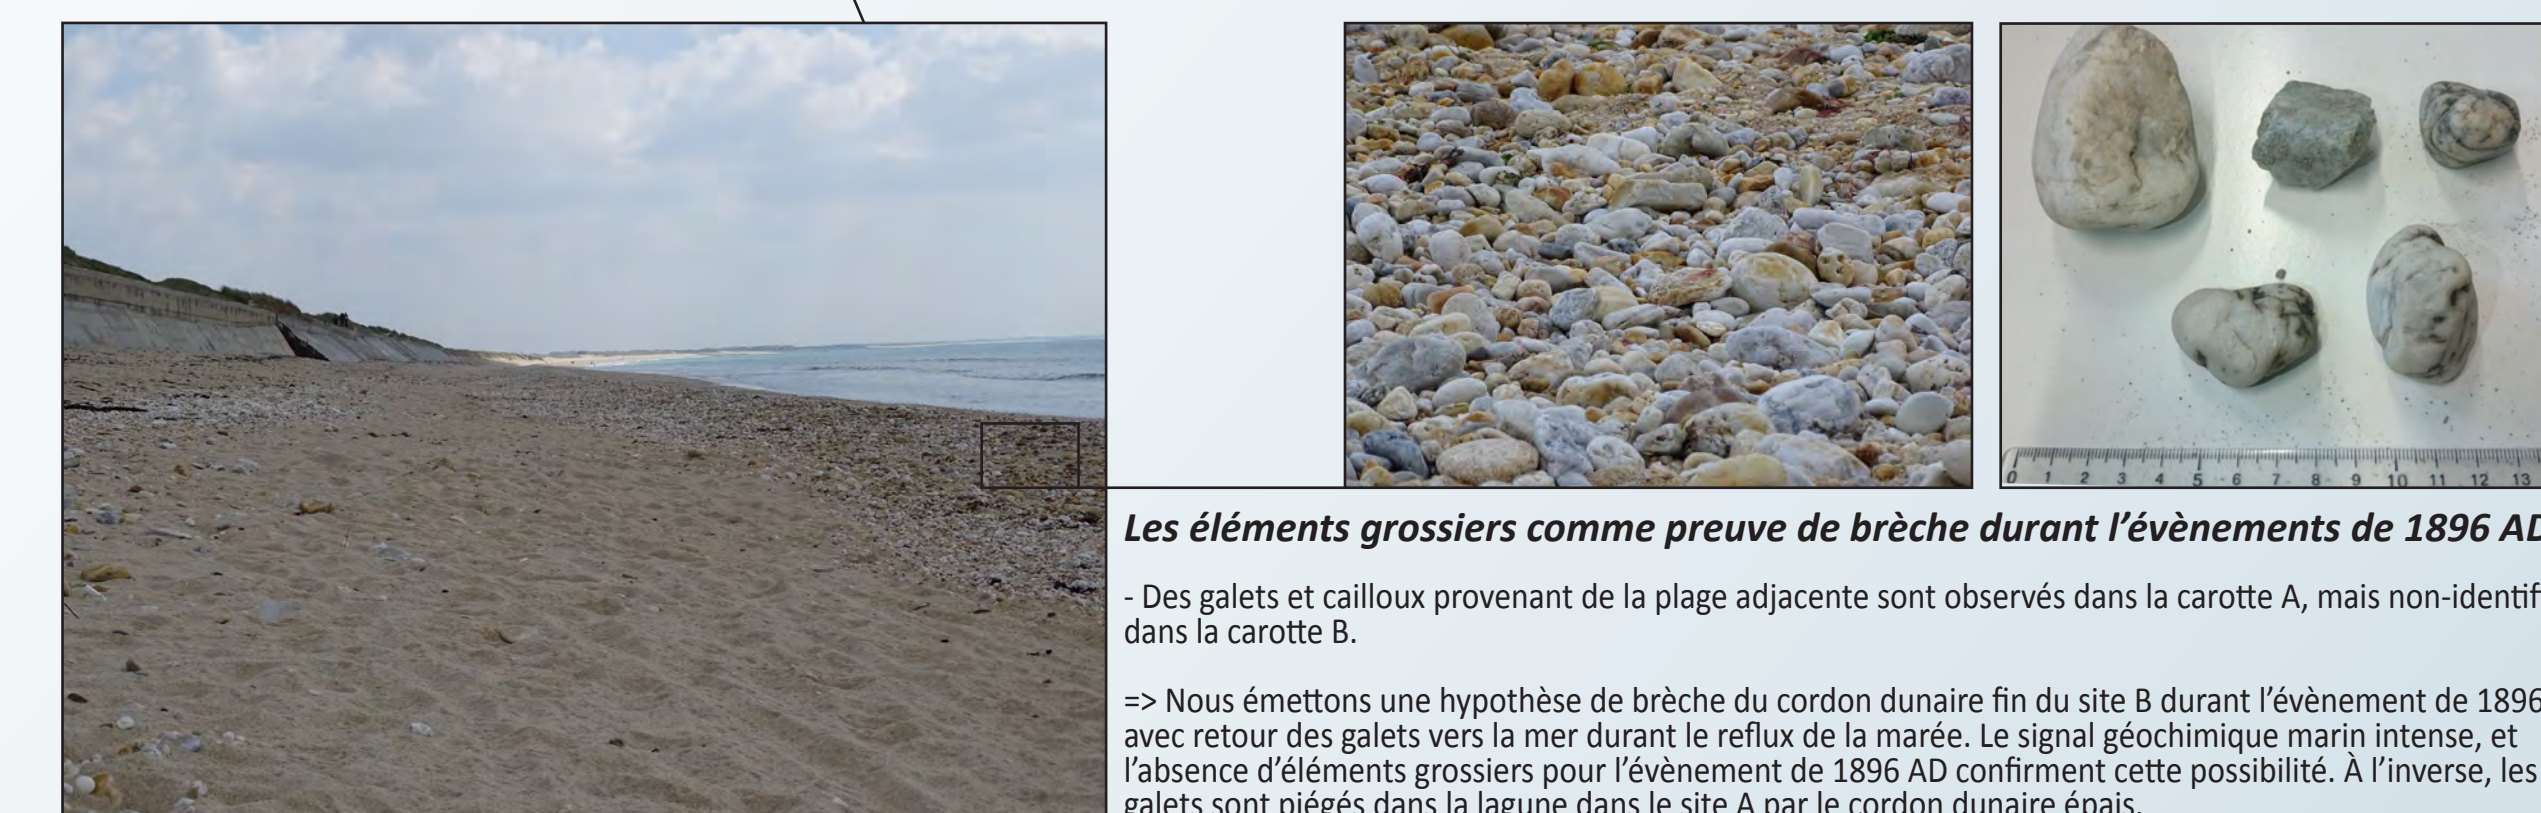 0 1 2 3 4 5 6 7 8 9 10 11 12 13
Les éléments grossiers comme preuve de brèche durant l’évènements de 1896 AD
- Des galets et cailloux provenant de la plage adjacente sont observés dans la carotte A, mais non-identif
dans la carotte B.
=> Nous émettons une hypothèse de brèche du cordon dunaire fin du site B durant l’évènement de 1896
avec retour des galets vers la mer durant le reflux de la marée. Le signal géochimique marin intense, et
l’absence d’éléments grossiers pour l’évènement de 1896 AD confirment cette possibilité. À l’inverse, les
galets sont piégés dans la lagune dans le site A par le cordon dunaire épais.